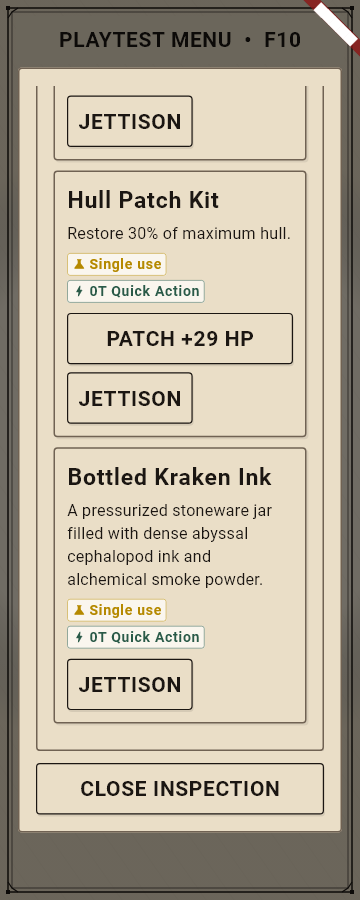 PLAYTEST MENU • F10
JETTISON
Hull Patch Kit
Restore 30% of maximum hull.
Single use
0T Quick Action
PATCH +29 HP
JETTISON
Bottled Kraken Ink
A pressurized stoneware jar
filled with dense abyssal
cephalopod ink and
alchemical smoke powder.
Single use
0T Quick Action
JETTISON
CLOSE INSPECTION